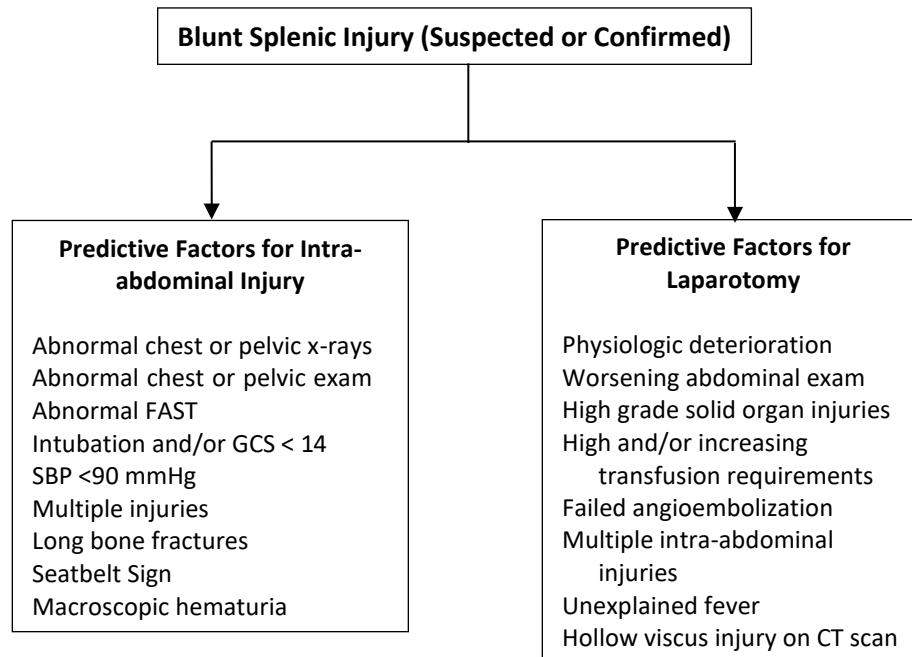 Blunt Splenic Injury (Suspected or Confirmed)
Predictive Factors for Intra-
abdominal Injury
Abnormal chest or pelvic x-rays
Abnormal chest or pelvic exam
Abnormal FAST
Intubation and/or GCS < 14
SBP <90 mmHg
Multiple injuries
Long bone fractures
Seatbelt Sign
Macroscopic hematuria
Predictive Factors for
Laparotomy
Physiologic deterioration
Worsening abdominal exam
High grade solid organ injuries
High and/or increasing
transfusion requirements
Failed angioembolization
Multiple intra-abdominal
injuries
Unexplained fever
Hollow viscus injury on CT scan